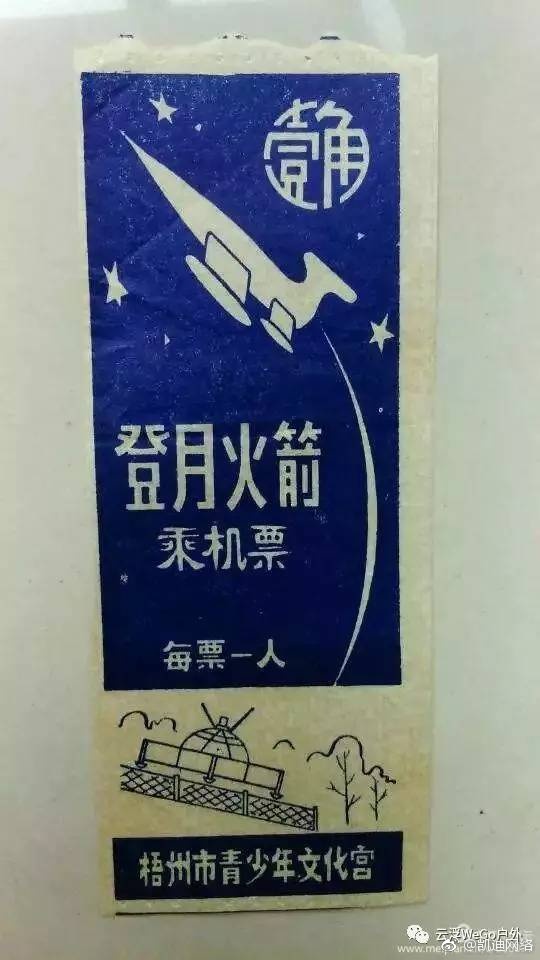 壹角
登月火箭
乘机票
每票一人
梧州市青少年文化宫
云浮WeGo户外
@凯迪网络